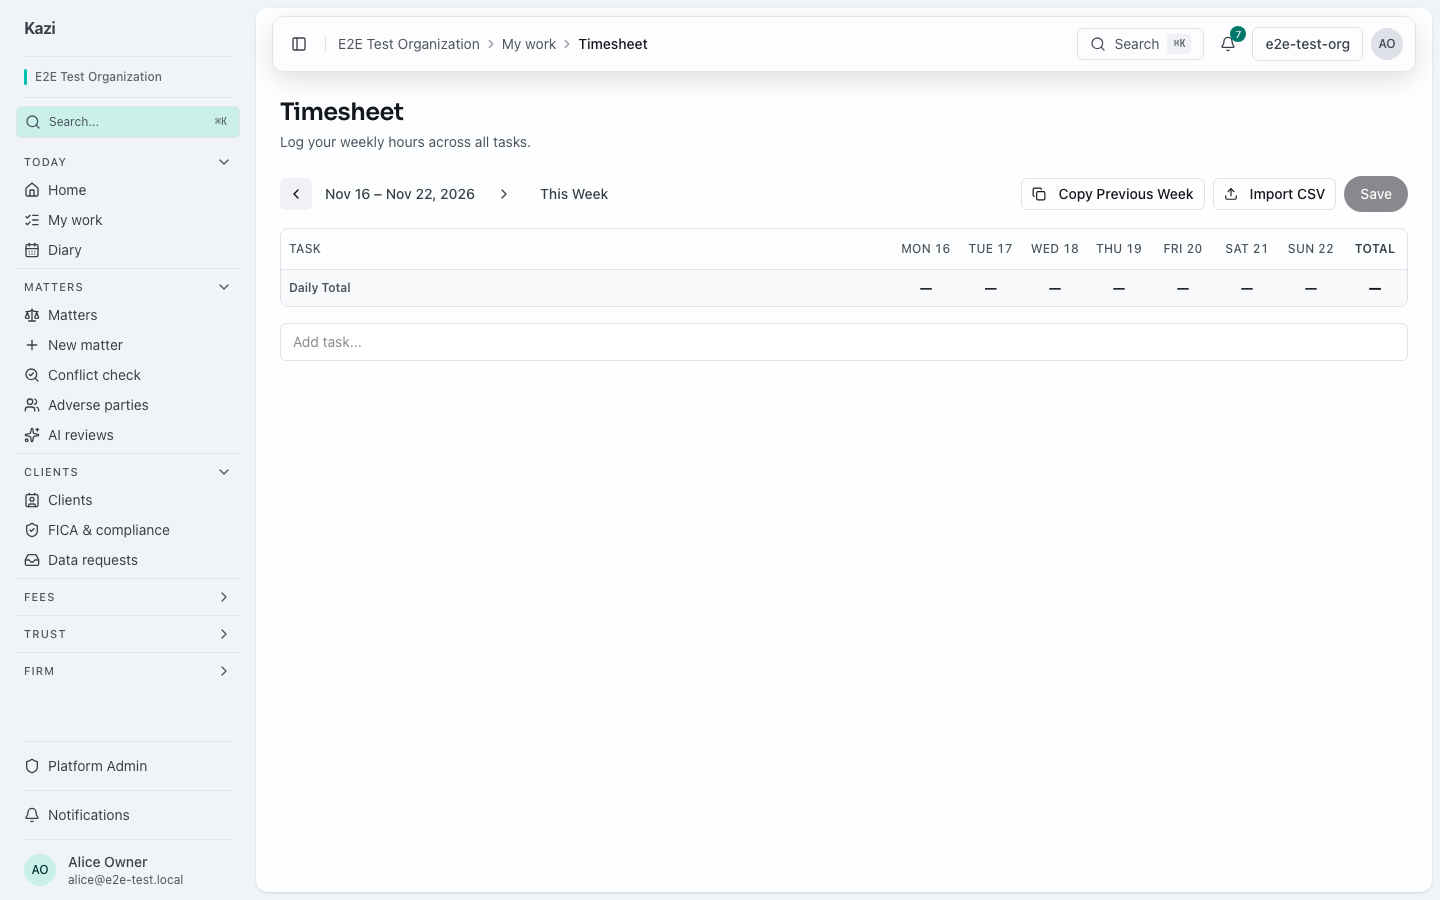 Kazi
E2E Test Organization
Search... ⌘K
TODAY
Home
My work
Diary
MATTERS
Matters
New matter
Conflict check
Adverse parties
AI reviews
CLIENTS
Clients
FICA & compliance
Data requests
FEES
TRUST
FIRM
Platform Admin
Notifications
AO Alice Owner
alice@e2e-test.local
E2E Test Organization > My work > Timesheet
Search ⌘K
7
e2e-test-org
AO
Timesheet
Log your weekly hours across all tasks.
Nov 16 – Nov 22, 2026
This Week
Copy Previous Week
Import CSV
Save
TASK MON 16 TUE 17 WED 18 THU 19 FRI 20 SAT 21 SUN 22 TOTAL
Daily Total — — — — — — — —
Add task...